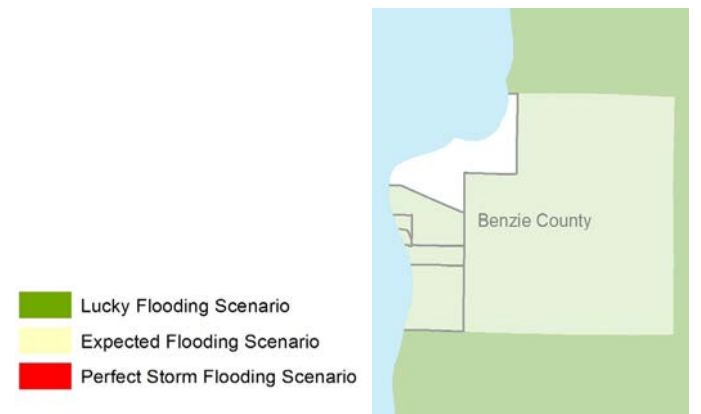 Benzie County
Lucky Flooding Scenario
Expected Flooding Scenario
Perfect Storm Flooding Scenario